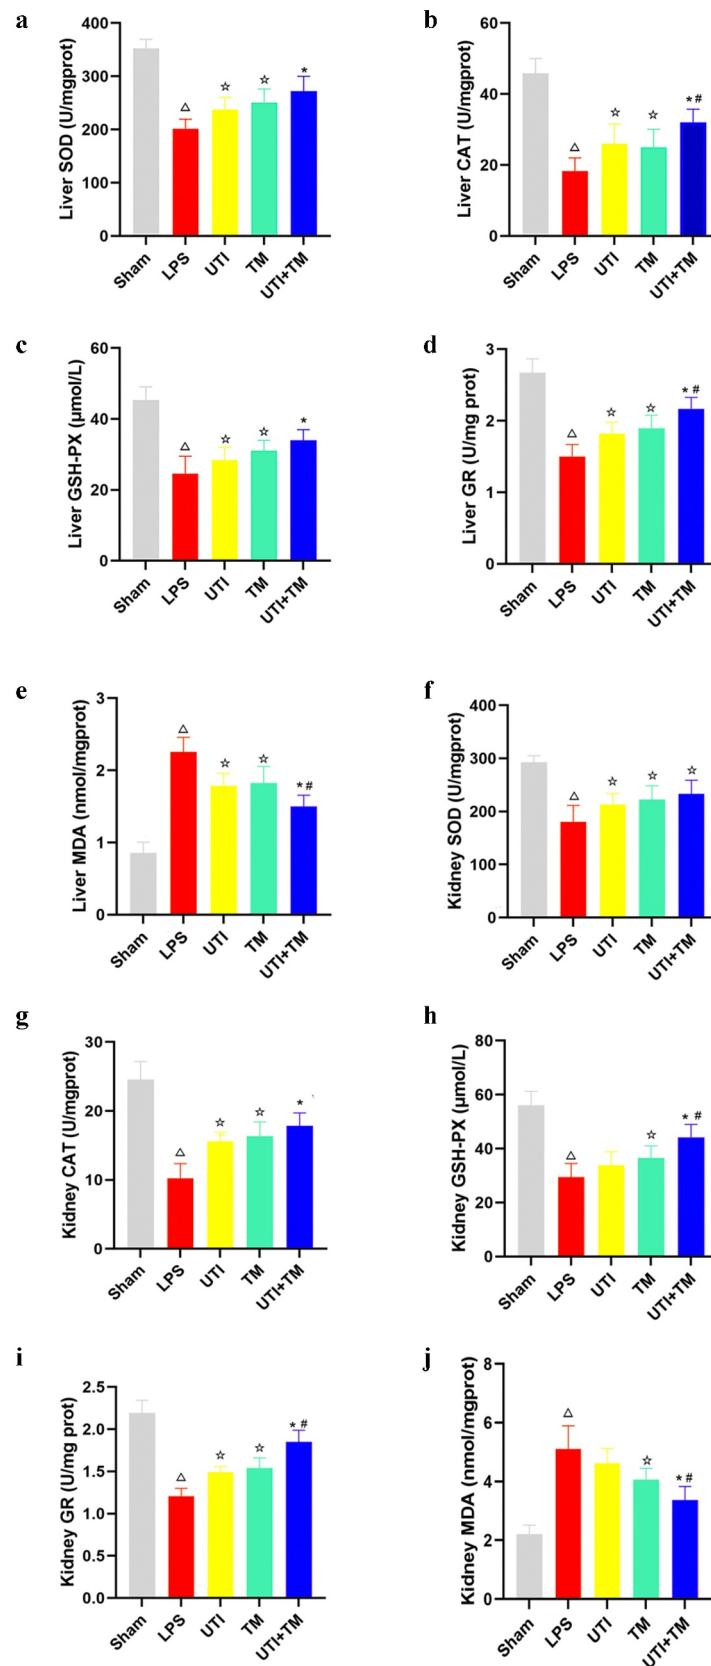 a
Liver SOD (U/mgprot)
400
300
200
100
0
△
☆
☆
*
Sham
LPS
UTI
TM
UTI+TM
b
Liver CAT (U/mgprot)
60
40
20
0
△
☆
☆
* #
Sham
LPS
UTI
TM
UTI+TM
c
Liver GSH-PX (μmol/L)
60
40
20
0
△
☆
☆
*
Sham
LPS
UTI
TM
UTI+TM
d
Liver GR (U/mg prot)
3
2
1
0
△
☆
☆
* #
Sham
LPS
UTI
TM
UTI+TM
e
Liver MDA (nmol/mgprot)
3
2
1
0
△
☆
☆
* #
Sham
LPS
UTI
TM
UTI+TM
f
Kidney SOD (U/mgprot)
400
300
200
100
0
△
☆
☆
☆
Sham
LPS
UTI
TM
UTI+TM
g
Kidney CAT (U/mgprot)
30
20
10
0
△
☆
☆
*
Sham
LPS
UTI
TM
UTI+TM
h
Kidney GSH-PX (μmol/L)
80
60
40
20
0
△
☆
* #
Sham
LPS
UTI
TM
UTI+TM
i
Kidney GR (U/mg prot)
2.5
2.0
1.5
1.0
0.5
0.0
△
☆
☆
* #
Sham
LPS
UTI
TM
UTI+TM
j
Kidney MDA (nmol/mgprot)
8
6
4
2
0
△
☆
* #
Sham
LPS
UTI
TM
UTI+TM